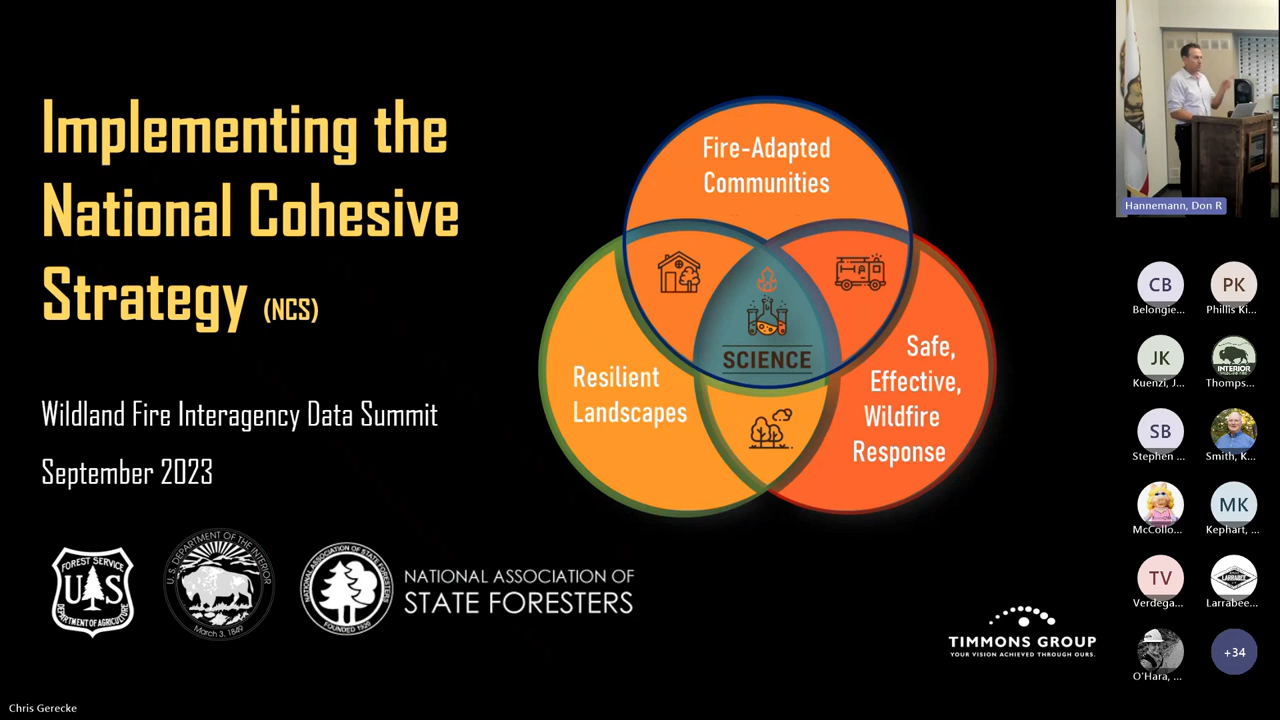 Implementing the
National Cohesive
Strategy (NCS)
Wildland Fire Interagency Data Summit
September 2023
Fire-Adapted
Communities
SCIENCE
Resilient
Landscapes
Safe,
Effective,
Wildfire
Response
FOREST SERVICE
U S
DEPARTMENT OF AGRICULTURE
U.S. DEPARTMENT OF THE INTERIOR
March 3, 1849
NATIONAL ASSOCIATION OF STATE FORESTERS
FOUNDED 1920
NATIONAL ASSOCIATION OF
STATE FORESTERS
TIMMONS GROUP
YOUR VISION ACHIEVED THROUGH OURS.
Chris Gerecke
Hannemann, Don R
CB
Belongie...
PK
Phillis Ki...
JK
Kuenzi, J...
INTERIOR
Thomps...
SB
Stephen ...
Smith, K...
McCollo...
MK
Kephart, ...
TV
Verdega...
LARRABEE
Larrabee...
O'Hara, ...
+34